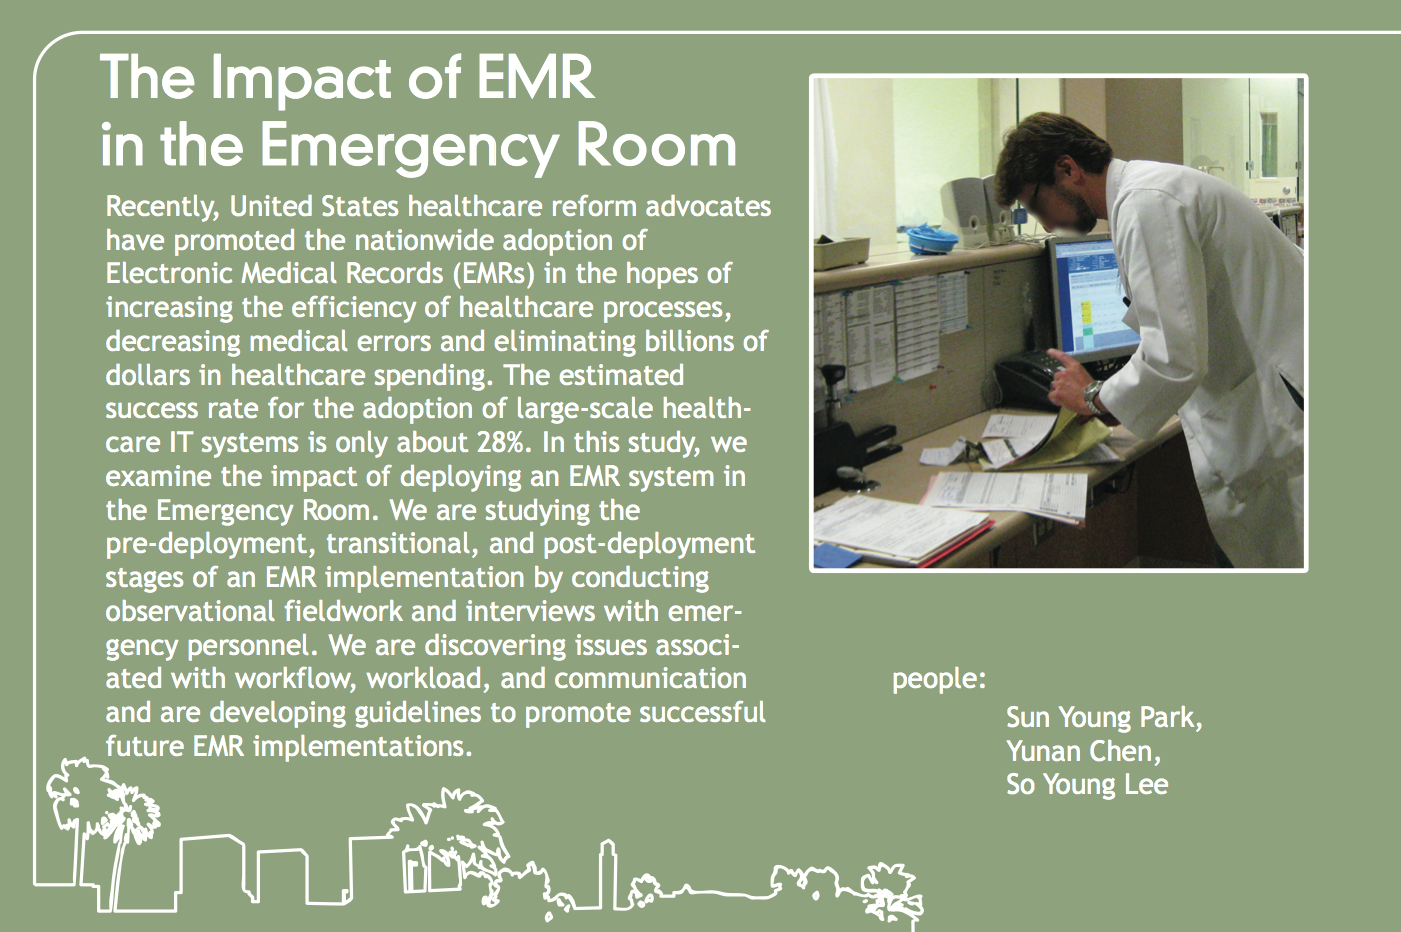 The Impact of EMR
in the Emergency Room
Recently, United States healthcare reform advocates
have promoted the nationwide adoption of
Electronic Medical Records (EMRs) in the hopes of
increasing the efficiency of healthcare processes,
decreasing medical errors and eliminating billions of
dollars in healthcare spending. The estimated
success rate for the adoption of large-scale health-
care IT systems is only about 28%. In this study, we
examine the impact of deploying an EMR system in
the Emergency Room. We are studying the
pre-deployment, transitional, and post-deployment
stages of an EMR implementation by conducting
observational fieldwork and interviews with emer-
gency personnel. We are discovering issues associ-
ated with workflow, workload, and communication
and are developing guidelines to promote successful
future EMR implementations.
people:
Sun Young Park,
Yunan Chen,
So Young Lee